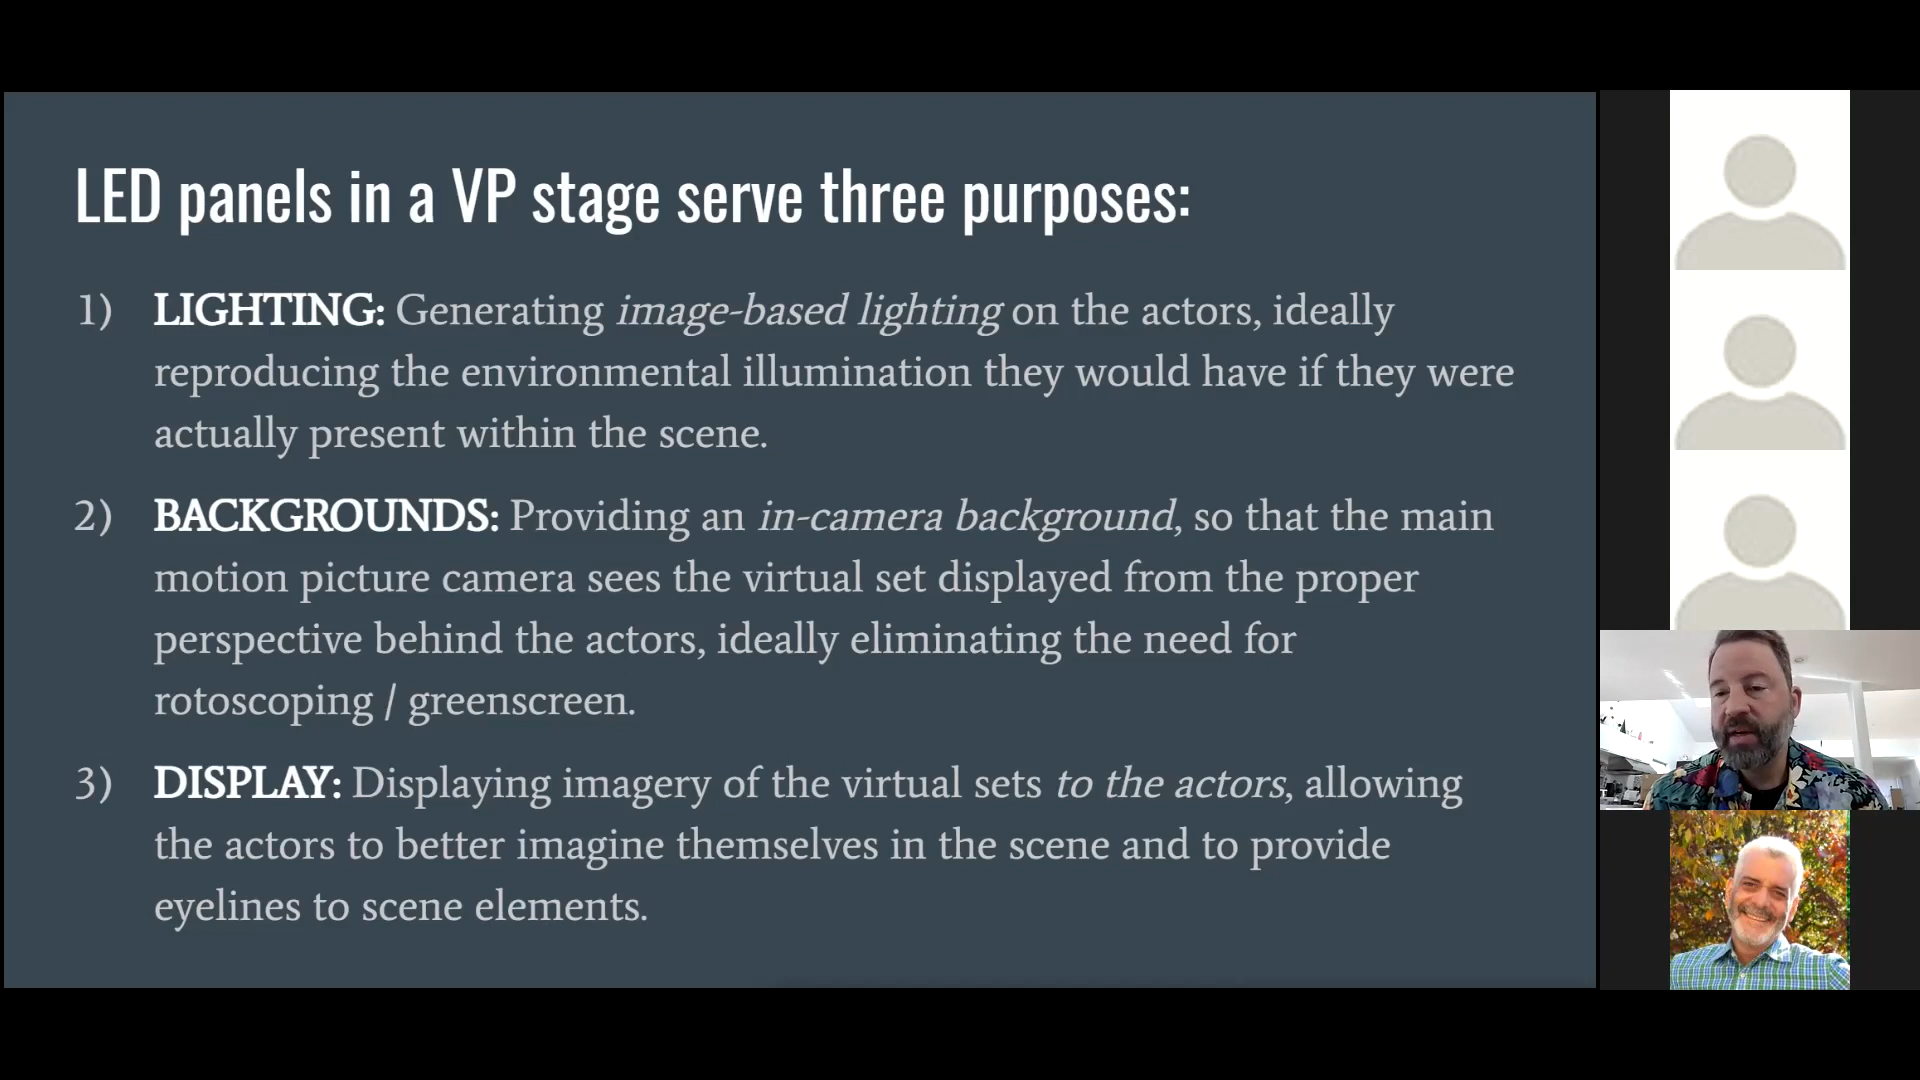 LED panels in a VP stage serve three purposes:
1) LIGHTING: Generating image-based lighting on the actors, ideally
reproducing the environmental illumination they would have if they were
actually present within the scene.
2) BACKGROUNDS: Providing an in-camera background, so that the main
motion picture camera sees the virtual set displayed from the proper
perspective behind the actors, ideally eliminating the need for
rotoscoping / greenscreen.
3) DISPLAY: Displaying imagery of the virtual sets to the actors, allowing
the actors to better imagine themselves in the scene and to provide
eyelines to scene elements.